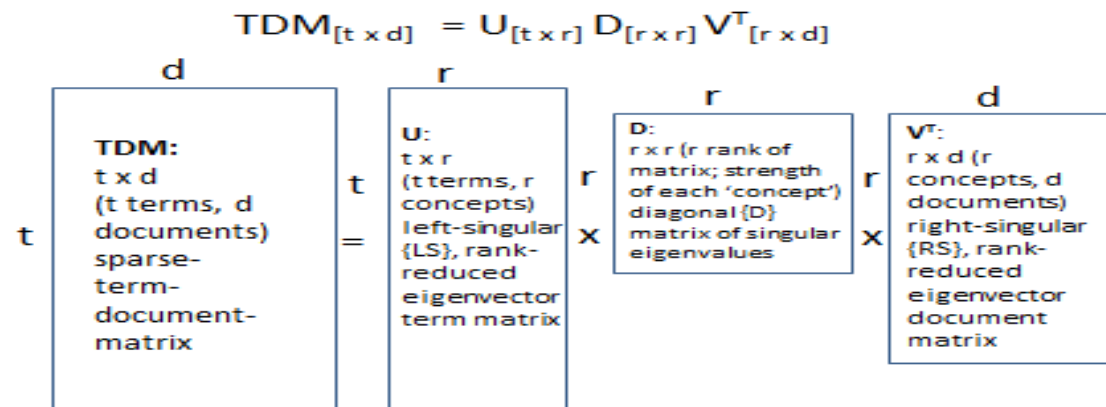 TDM[t x d] = U[t x r] D[r x r] V^T[r x d]
d
r
r
d
t
TDM:
t x d
(t terms, d
documents)
sparse-
term-
document-
matrix
t
=
U:
t x r
(t terms, r
concepts)
left-singular
{LS}, rank-
reduced
eigenvector
term matrix
r
x
D:
r x r (r rank of
matrix; strength
of each ‘concept’)
diagonal {D}
matrix of singular
eigenvalues
r
x
V^T:
r x d (r
concepts, d
documents)
right-singular
{RS}, rank-
reduced
eigenvector
document
matrix